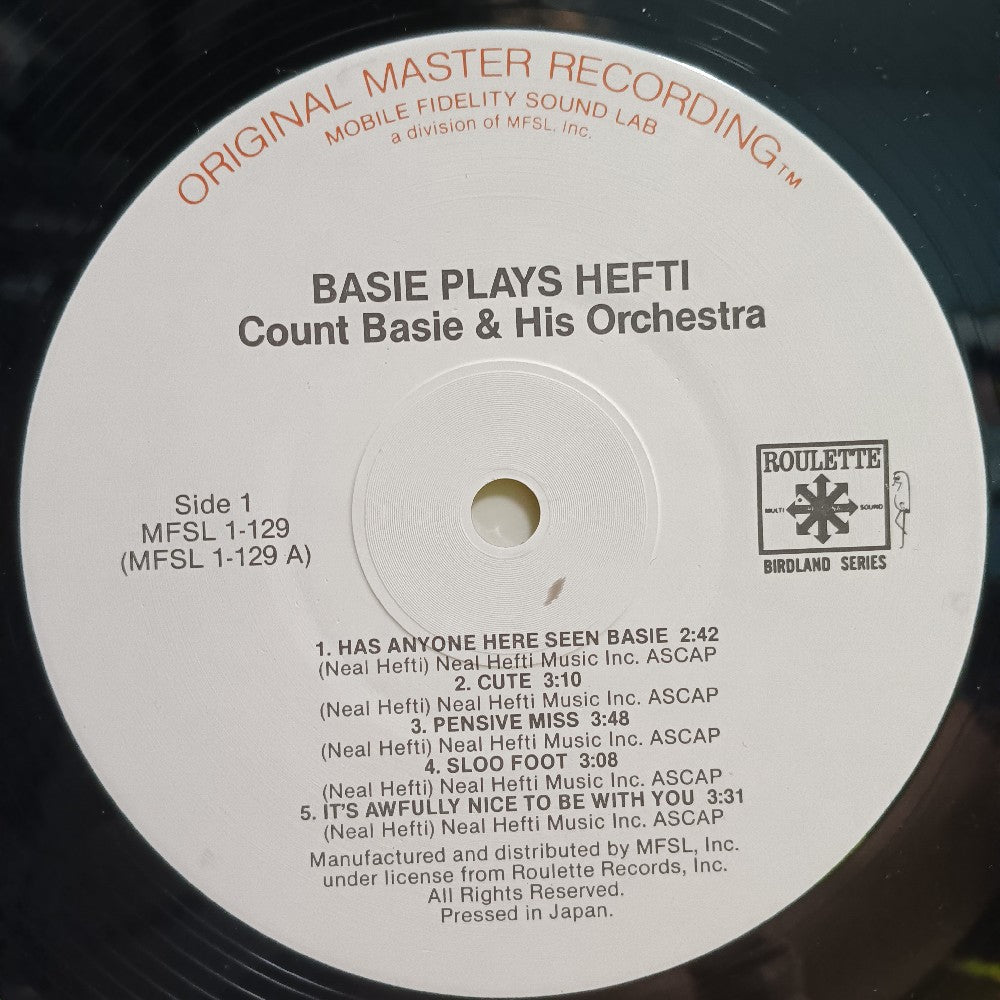 ORIGINAL MASTER RECORDING™
MOBILE FIDELITY SOUND LAB
a division of MFSL, Inc.
BASIE PLAYS HEFTI
Count Basie & His Orchestra
Side 1
MFSL 1-129
(MFSL 1-129 A)
ROULETTE
MULTI SOUND
BIRDLAND SERIES
1. HAS ANYONE HERE SEEN BASIE 2:42
(Neal Hefti) Neal Hefti Music Inc. ASCAP
2. CUTE 3:10
(Neal Hefti) Neal Hefti Music Inc. ASCAP
3. PENSIVE MISS 3:48
(Neal Hefti) Neal Hefti Music Inc. ASCAP
4. SLOO FOOT 3:08
(Neal Hefti) Neal Hefti Music Inc. ASCAP
5. IT'S AWFULLY NICE TO BE WITH YOU 3:31
(Neal Hefti) Neal Hefti Music Inc. ASCAP
Manufactured and distributed by MFSL, Inc.
under license from Roulette Records, Inc.
All Rights Reserved.
Pressed in Japan.